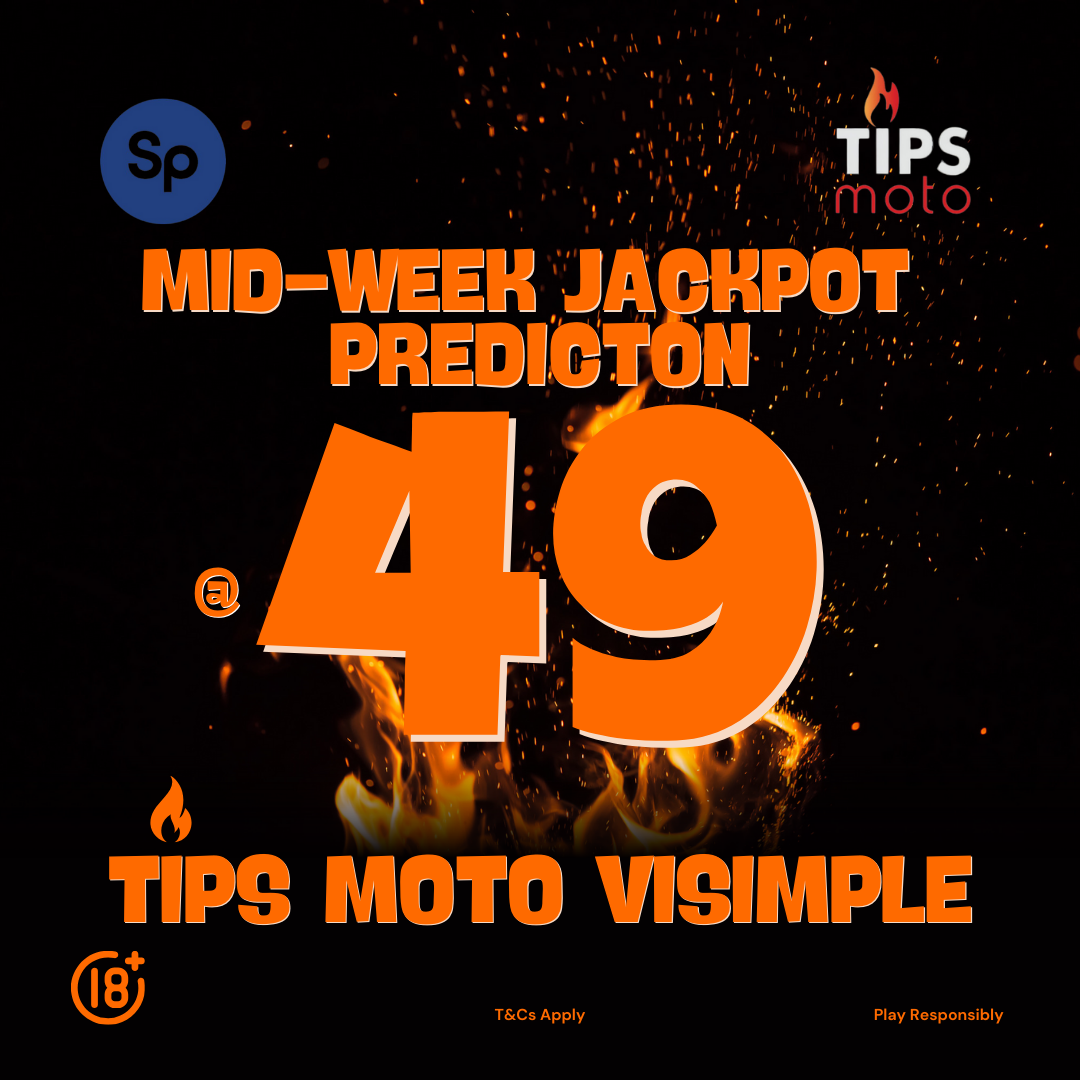 Sp
TIPS
moto
MID-WEEK JACKPOT
PREDICTON
@ 49
TIPS MOTO VISIMPLE
18+
T&Cs Apply
Play Responsibly